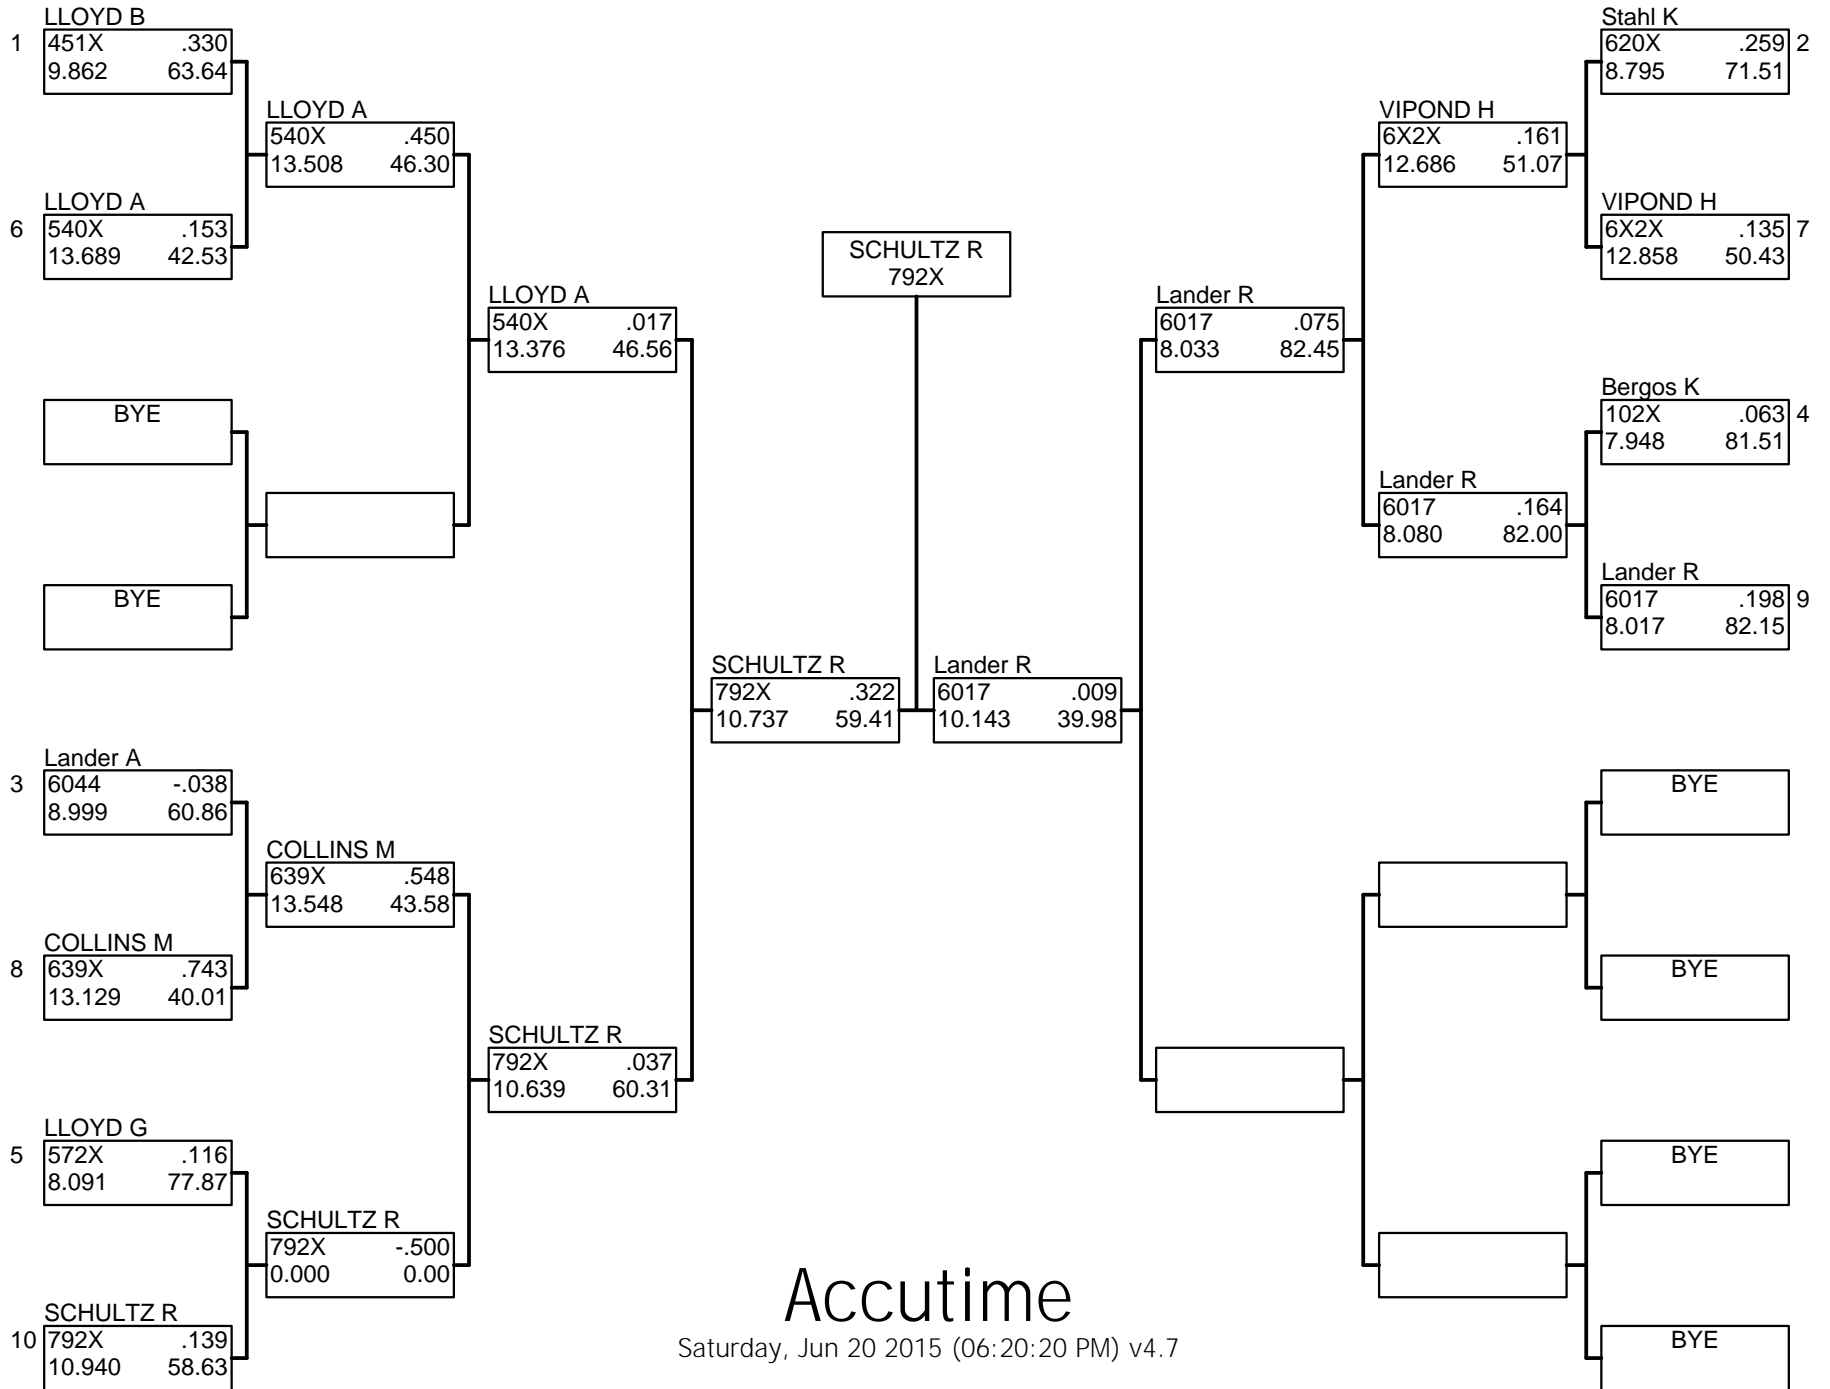 LLOYD B
1 451X .330
9.862 63.64
LLOYD A
6 540X .153
13.689 42.53
BYE
BYE
Lander A
3 6044 -.038
8.999 60.86
COLLINS M
8 639X .743
13.129 40.01
LLOYD G
5 572X .116
8.091 77.87
SCHULTZ R
10 792X .139
10.940 58.63
LLOYD A
540X .450
13.508 46.30
COLLINS M
639X .548
13.548 43.58
SCHULTZ R
792X -.500
0.000 0.00
LLOYD A
540X .017
13.376 46.56
SCHULTZ R
792X .037
10.639 60.31
SCHULTZ R
792X .322
10.737 59.41
SCHULTZ R
792X
Lander R
6017 .009
10.143 39.98
Lander R
6017 .075
8.033 82.45
VIPOND H
6X2X .161
12.686 51.07
Lander R
6017 .164
8.080 82.00
Stahl K
620X .259 2
8.795 71.51
VIPOND H
6X2X .135 7
12.858 50.43
Bergos K
102X .063 4
7.948 81.51
Lander R
6017 .198 9
8.017 82.15
BYE
BYE
BYE
BYE
Accutime
Saturday, Jun 20 2015 (06:20:20 PM) v4.7